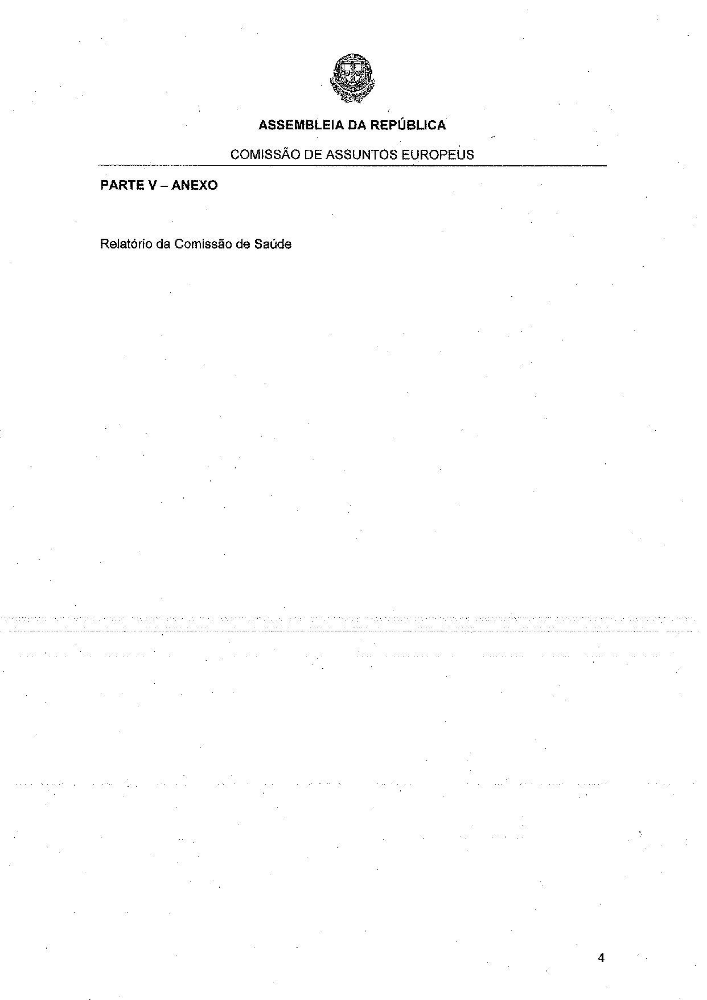 ASSEMBLEIA DA REPÚBLICA
COMISSÃO DE ASSUNTOS EUROPEUS
PARTE V – ANEXO
Relatório da Comissão de Saúde
4